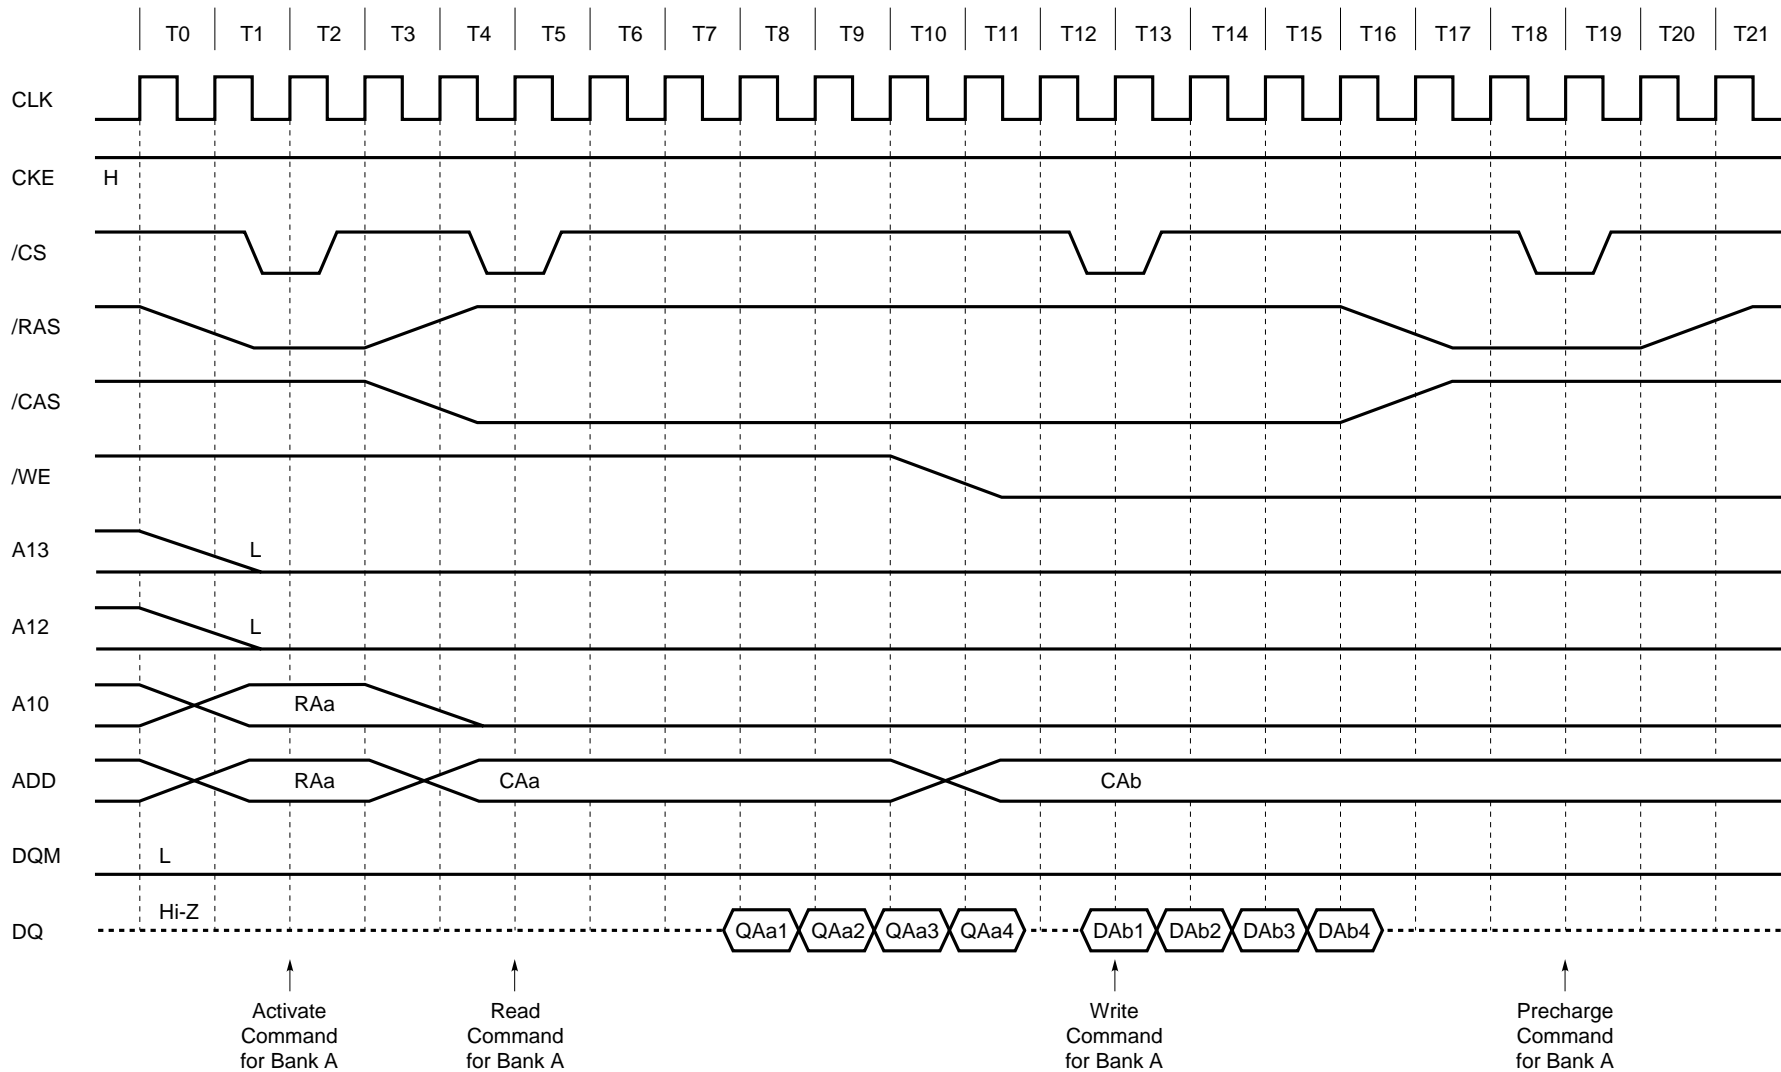 T0 T1 T2 T3 T4 T5 T6 T7 T8 T9 T10 T11 T12 T13 T14 T15 T16 T17 T18 T19 T20 T21
CLK
CKE H
/CS
/RAS
/CAS
/WE
A13 L
A12 L
A10 RAa
ADD RAa CAa CAb
DQM L
Hi-Z
DQ QAa1 QAa2 QAa3 QAa4 DAb1 DAb2 DAb3 DAb4
Activate
Command
for Bank A
Read
Command
for Bank A
Write
Command
for Bank A
Precharge
Command
for Bank A